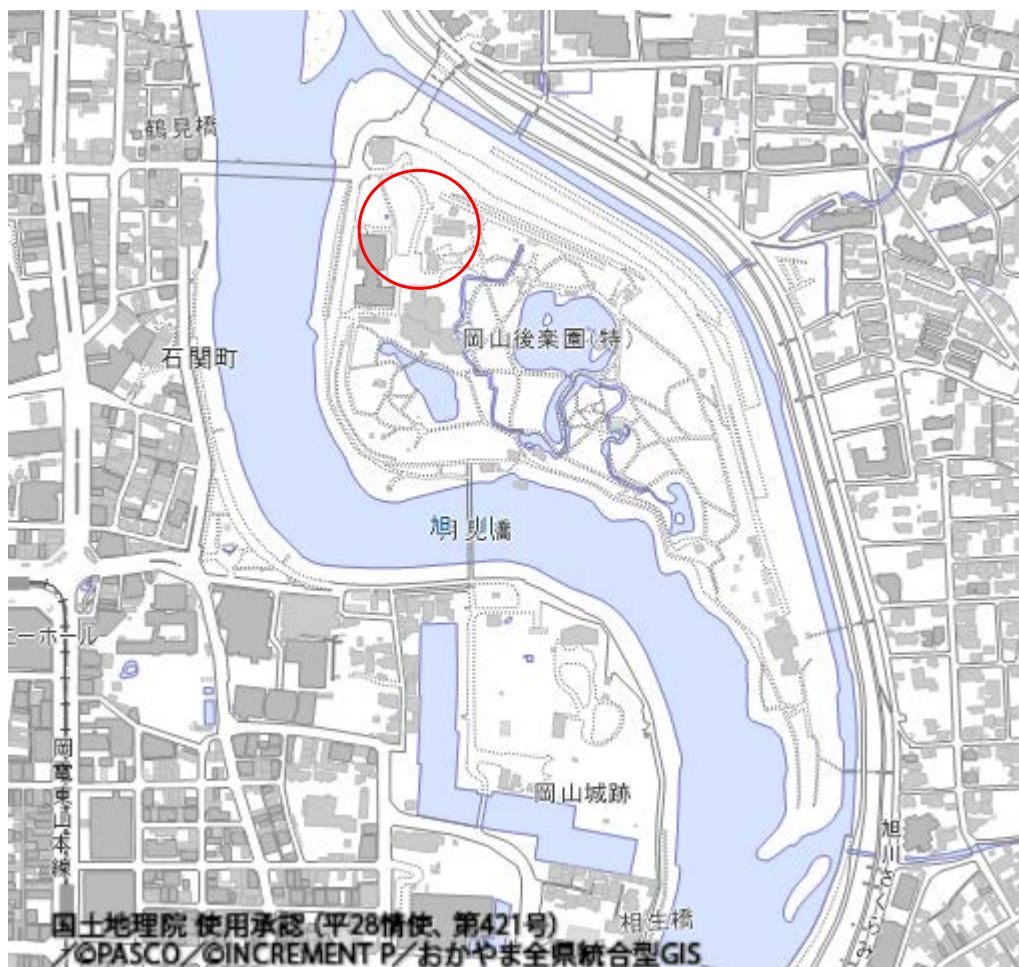 鶴見橋
石関町
岡山後楽園(特)
旭川
月見橋
ニーホール
岡電東山本線
岡山城跡
旭川さくらみ
相生橋
国土地理院 使用承認 (平28情使、第421号)
/©PASCO/©INCREMENT P/おかやま全県統合型GIS